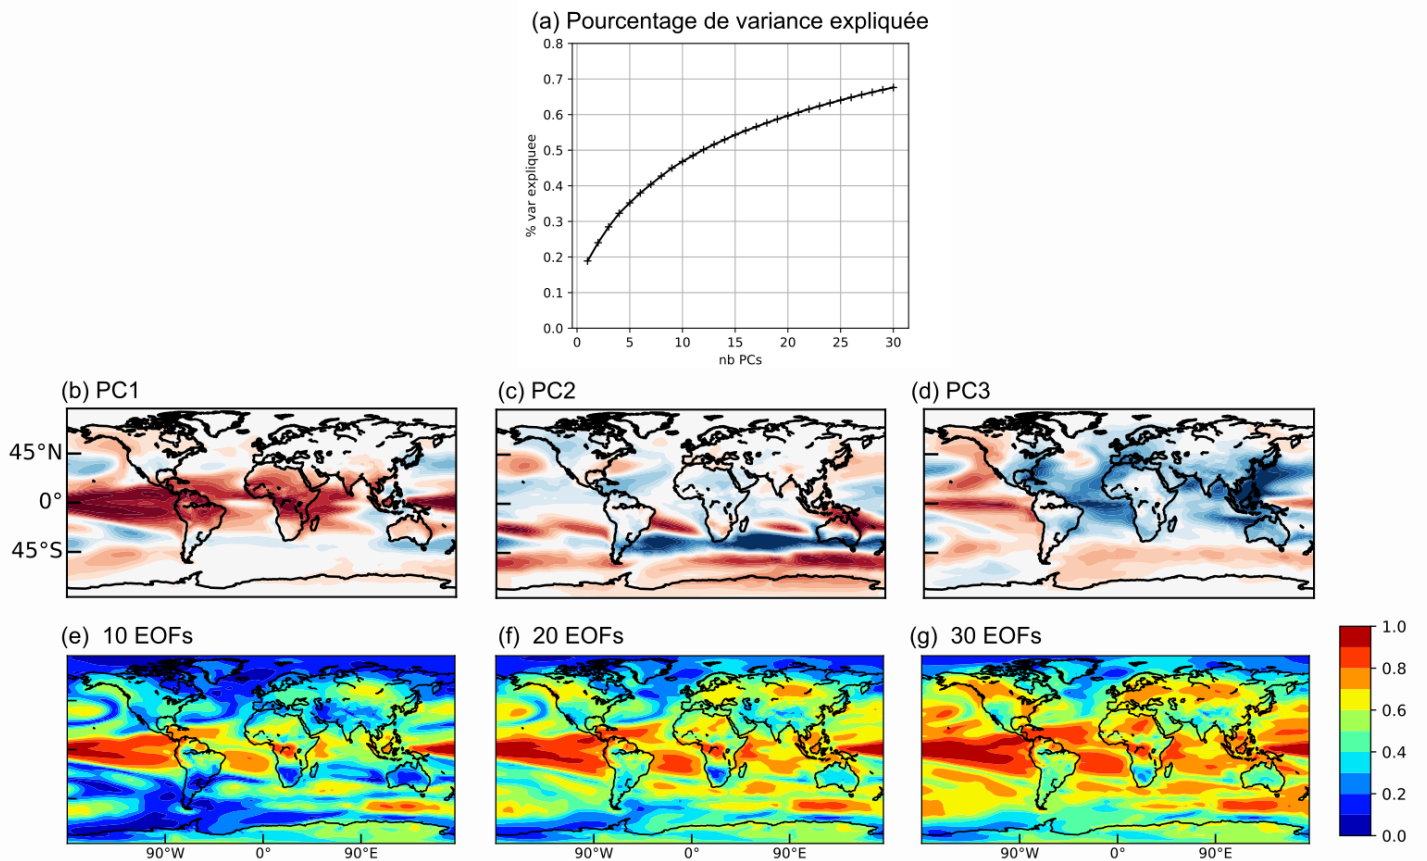 (a) Pourcentage de variance expliquée
0.8
0.7
0.6
0.5
0.4
0.3
0.2
0.1
0.0
% var expliquee
0 5 10 15 20 25 30
nb PCs
(b) PC1 (c) PC2 (d) PC3
45°N
0°
45°S
(e) 10 EOFs (f) 20 EOFs (g) 30 EOFs
1.0
0.8
0.6
0.4
0.2
0.0
90°W 0° 90°E 90°W 0° 90°E 90°W 0° 90°E